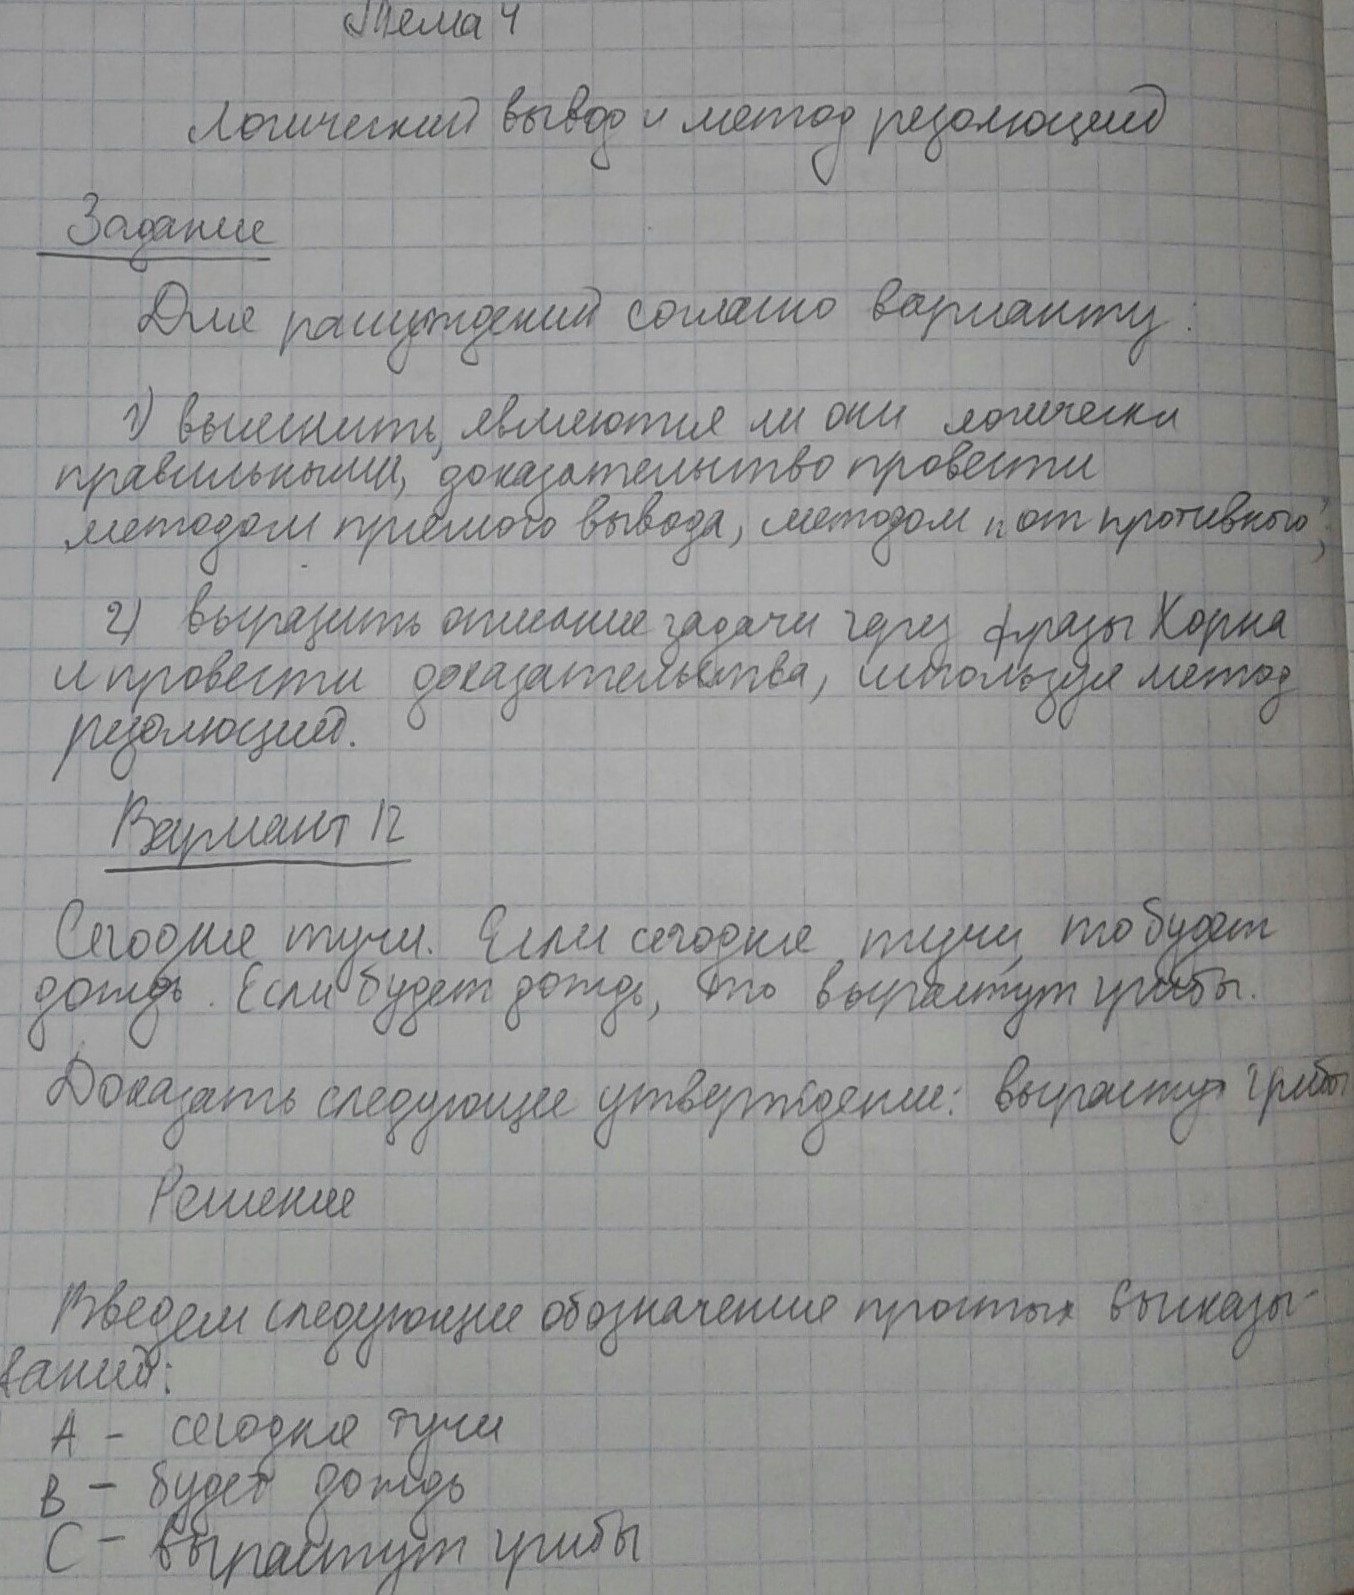 Тема 4
Логический вывод и метод резолюций
Задание
Для рассуждений согласно варианту:
1) выяснить, являются ли они логически
правильными, доказательство провести
методом прямого вывода, методом "от противного";
2) выразить описание задачи через фразы Хорна
и провести доказательства, используя метод
резолюций.
Вариант 12
Сегодня тучи. Если сегодня тучи, то будет
дождь. Если будет дождь, то вырастут грибы.
Доказать следующее утверждение: вырастут грибы
Решение
Введем следующие обозначение простых высказы-
ваний:
A - сегодня тучи
B - будет дождь
C - вырастут грибы